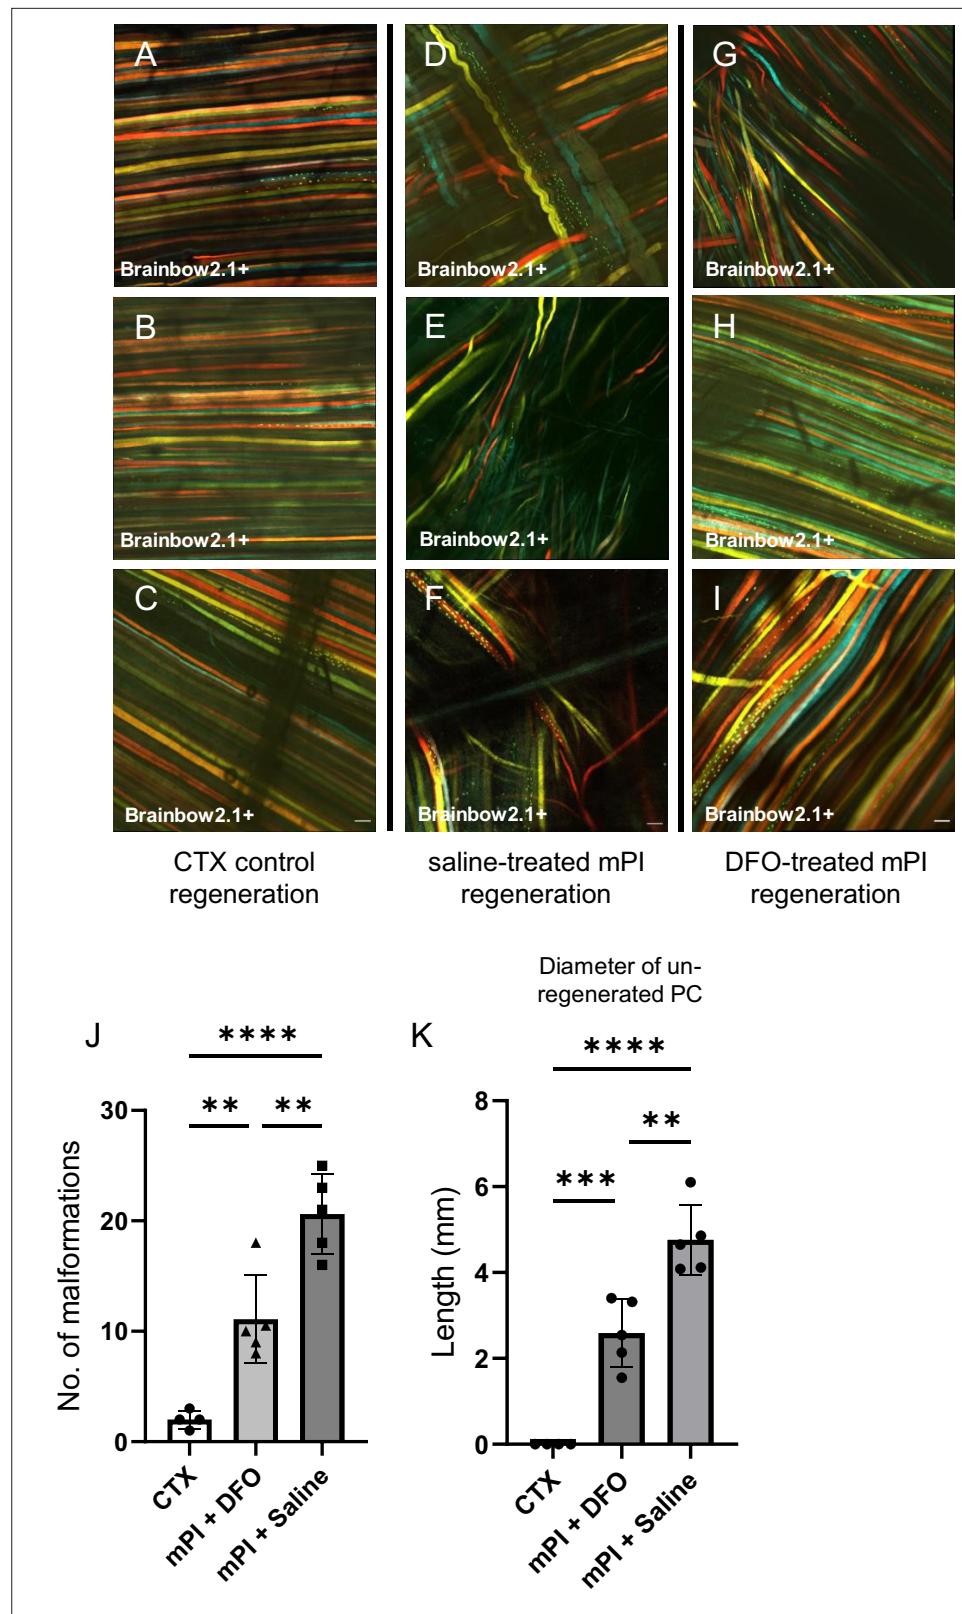 A
Brainbow2.1+
B
Brainbow2.1+
C
Brainbow2.1+
CTX control
regeneration
D
Brainbow2.1+
E
Brainbow2.1+
F
Brainbow2.1+
saline-treated mPI
regeneration
G
Brainbow2.1+
H
Brainbow2.1+
I
Brainbow2.1+
DFO-treated mPI
regeneration
J
****
** **
No. of malformations
30
20
10
0
CTX
mPI + DFO
mPI + Saline
K
Diameter of un-
regenerated PC
****
**
***
Length (mm)
8
6
4
2
0
CTX
mPI + DFO
mPI + Saline